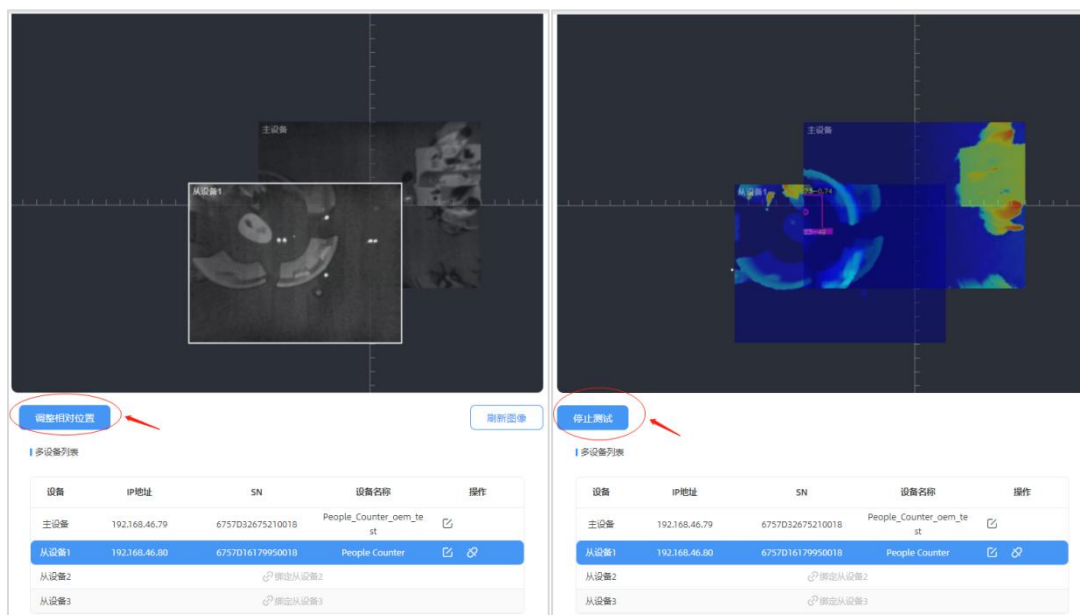 主设备
从设备1
调整相对位置
刷新图像
多设备列表
设备 IP地址 SN 设备名称 操作
主设备 192.168.46.79 6757D32675210018 People_Counter_oem_test
从设备1 192.168.46.80 6757D16179950018 People Counter
从设备2 绑定从设备2
从设备3 绑定从设备3
主设备
从设备1
停止测试
多设备列表
设备 IP地址 SN 设备名称 操作
主设备 192.168.46.79 6757D32675210018 People_Counter_oem_test
从设备1 192.168.46.80 6757D16179950018 People Counter
从设备2 绑定从设备2
从设备3 绑定从设备3